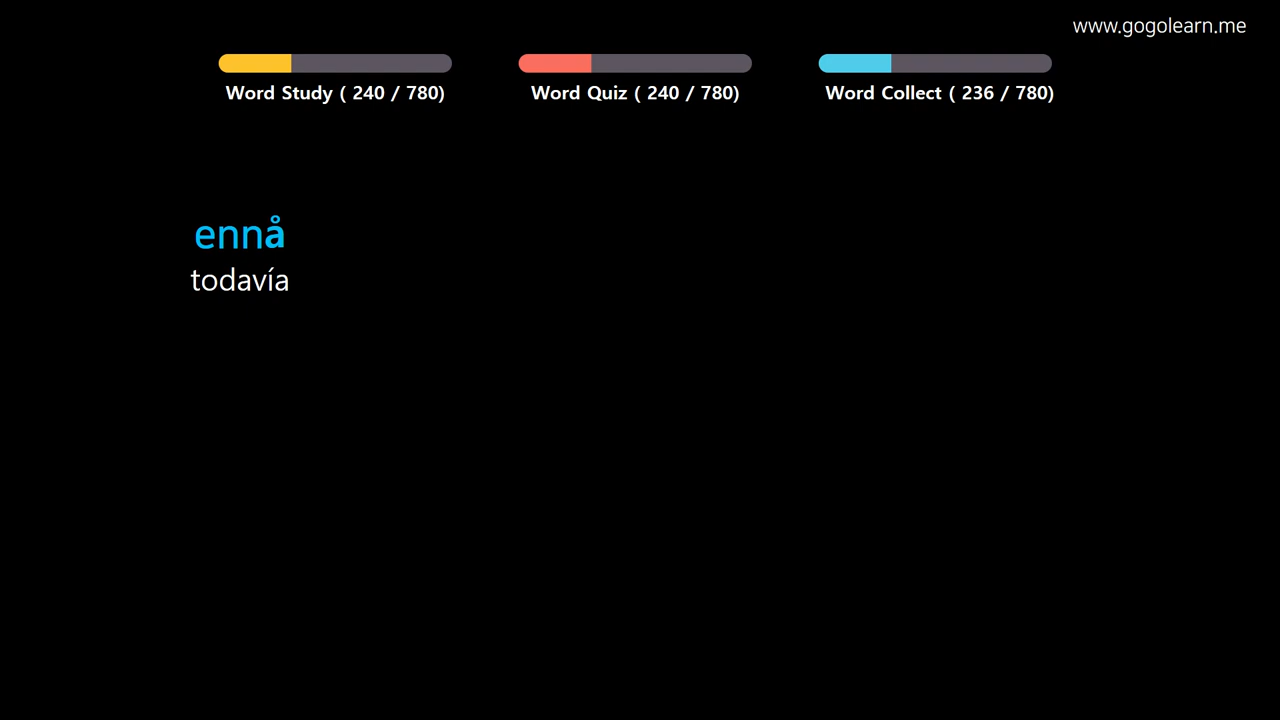 www.gogolearn.me
Word Study ( 240 / 780)
Word Quiz ( 240 / 780)
Word Collect ( 236 / 780)
ennå
todavía